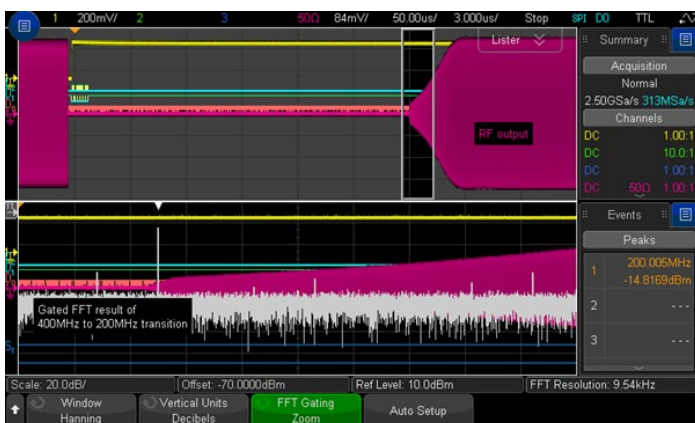 1 200mV/ 2 3 50Ω 84mV/ 50.00us/ 3.000us/ Stop SPI D0 TTL
Lister
Summary
Acquisition
Normal
2.50GSa/s 313MSa/s
Channels
DC 1.00:1
DC 10.0:1
DC 1.00:1
DC 50Ω 1.00:1
RF output
Events
Peaks
1 200.005MHz
-14.8169dBm
2 - - -
3 - - -
Gated FFT result of
400MHz to 200MHz transition
S1
Scale: 20.0dB/ Offset: -70.0000dBm Ref Level: 10.0dBm FFT Resolution: 9.54kHz
Window Vertical Units FFT Gating Auto Setup
Hanning Decibels Zoom